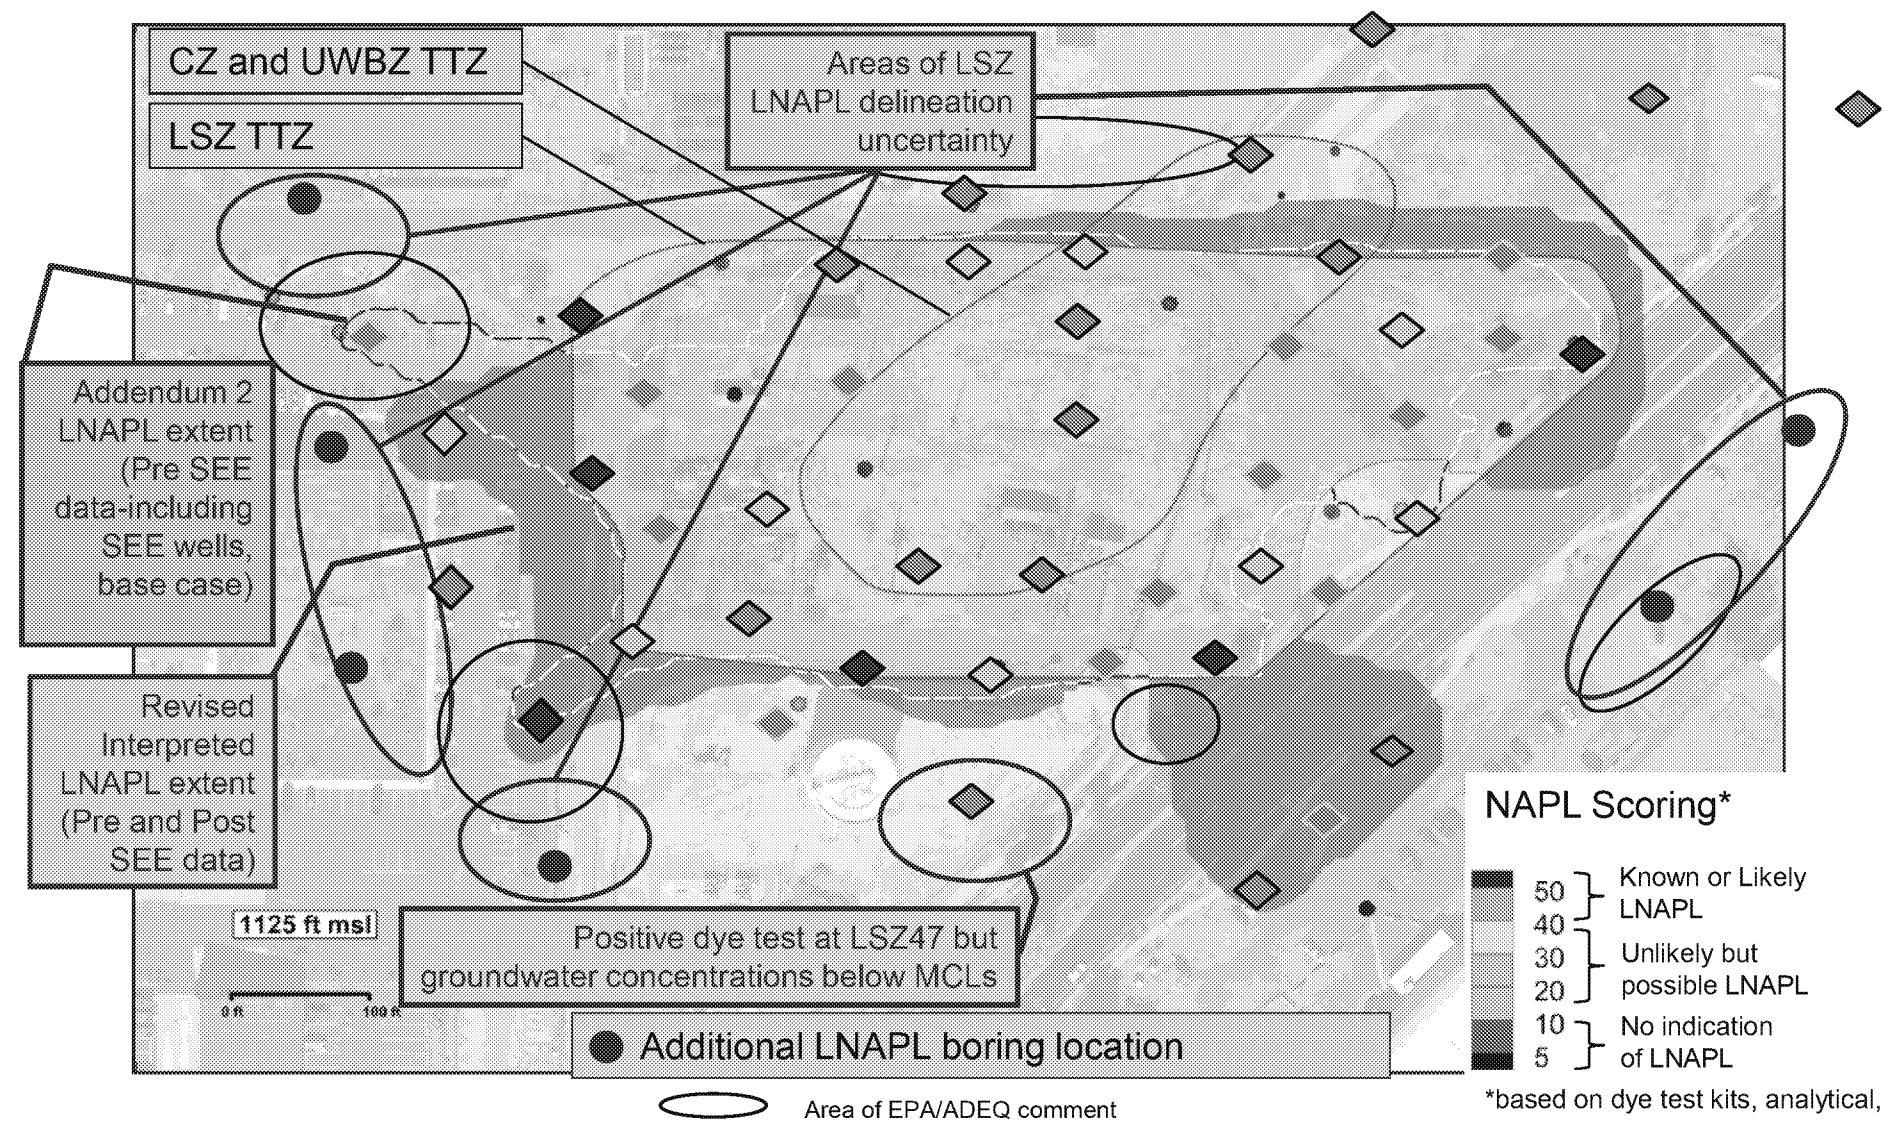 CZ and UWBZ TTZ
LSZ TTZ
Areas of LSZ
LNAPL delineation
uncertainty
Addendum 2
LNAPL extent
(Pre SEE
data-including
SEE wells,
base case)
Revised
Interpreted
LNAPL extent
(Pre and Post
SEE data)
1125 ft msl
0 ft
100 ft
Positive dye test at LSZ47 but
groundwater concentrations below MCLs
Additional LNAPL boring location
Area of EPA/ADEQ comment
NAPL Scoring*
50
40
30
20
10
5
Known or Likely
LNAPL
Unlikely but
possible LNAPL
No indication
of LNAPL
*based on dye test kits, analytical,